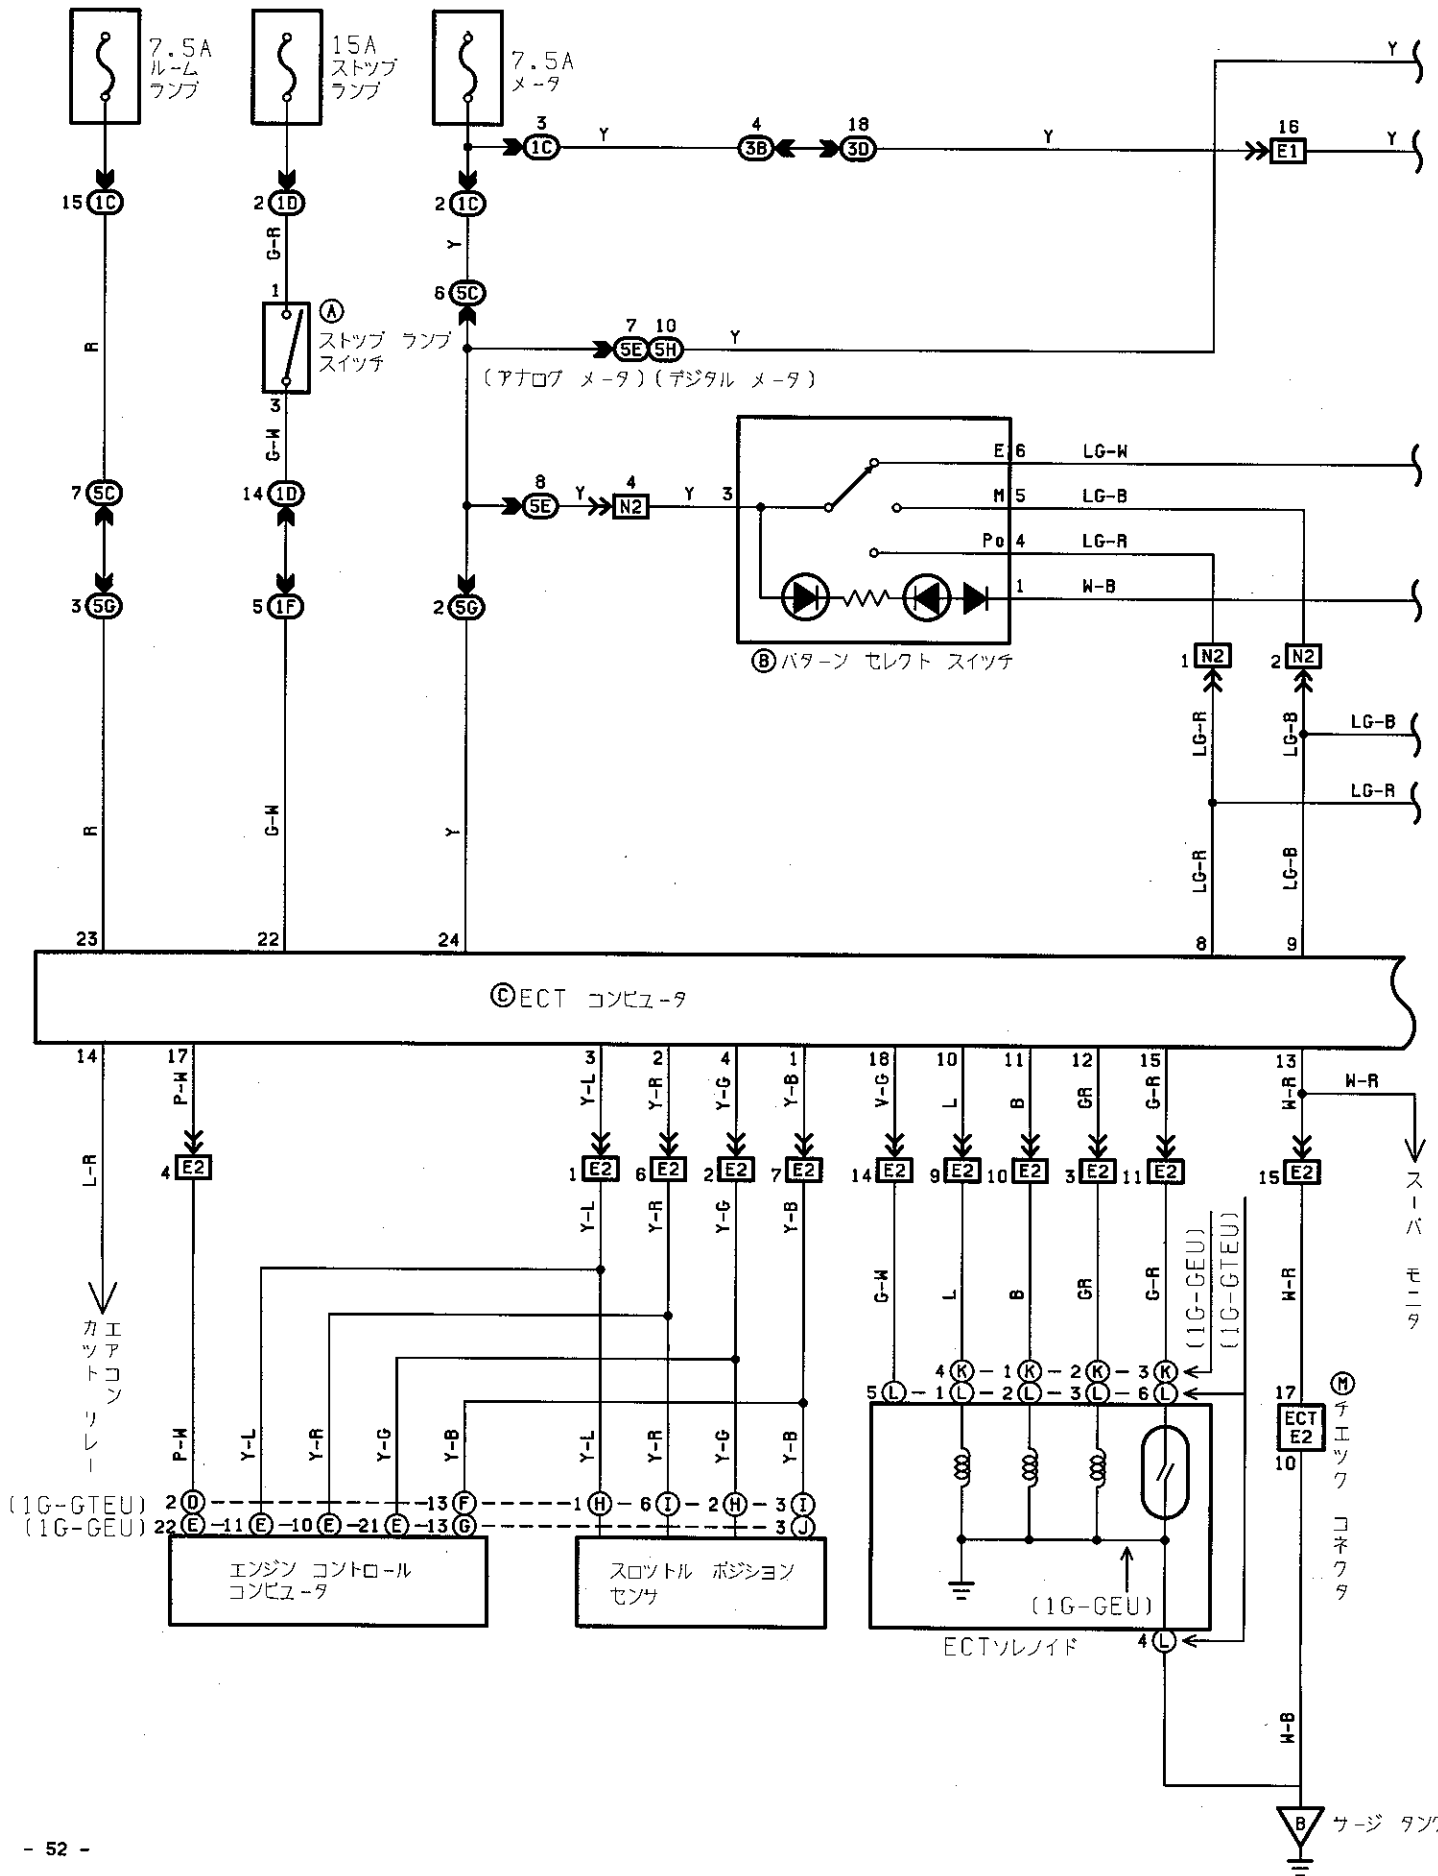 7.5A
ルーム
ランプ
15A
ストツプ
ランプ
7.5A
メータ
3
1C
Y
4
3B
18
3D
Y
16
E1
Y
Y
15 1C
2 1D
2 1C
G-R
Y
6 5C
1
A
ストツプ ランプ
スイツチ
3
R
7 10
5E 5H
Y
(アナログ メータ)(デジタル メータ)
G-W
7 5C
14 1D
8
5E
Y
4
N2
Y
3
E 6 LG-W
M 5 LG-B
Po 4 LG-R
1 W-B
3 5G
5 1F
2 5G
B パターン セレクト スイツチ
1 N2
2 N2
LG-R
LG-B
LG-B
LG-R
R
G-W
Y
LG-R
LG-B
23
22
24
8
9
C ECT コンピュータ
14
17
3
2
4
1
18
10
11
12
15
13
P-W
Y-L
Y-R
Y-G
Y-B
V-G
L
B
GR
G-R
W-R
W-R
L-R
4 E2
1 E2
6 E2
2 E2
7 E2
14 E2
9 E2
10 E2
3 E2
11 E2
15 E2
スーパ モニタ
Y-L
Y-R
Y-G
Y-B
G-W
L
B
GR
G-R
(1G-GEU)
(1G-GTEU)
W-R
エアコン
カツト リレー
4 K - 1 K - 2 K - 3 K
5 L - 1 L - 2 L - 3 L - 6 L
17
ECT
E2
10
M
チエツク コネクタ
P-W
Y-L
Y-R
Y-G
Y-B
Y-L
Y-R
Y-G
Y-B
(1G-GTEU) 2 D 13 F 1 H - 6 I - 2 H - 3 I
(1G-GEU) 22 E - 11 E - 10 E - 21 E - 13 G 3 J
エンジン コントロール
コンピュータ
スロツトル ポジション
センサ
(1G-GEU)
ECTソレノイド
4 L
W-B
B
サージ タンク
- 52 -